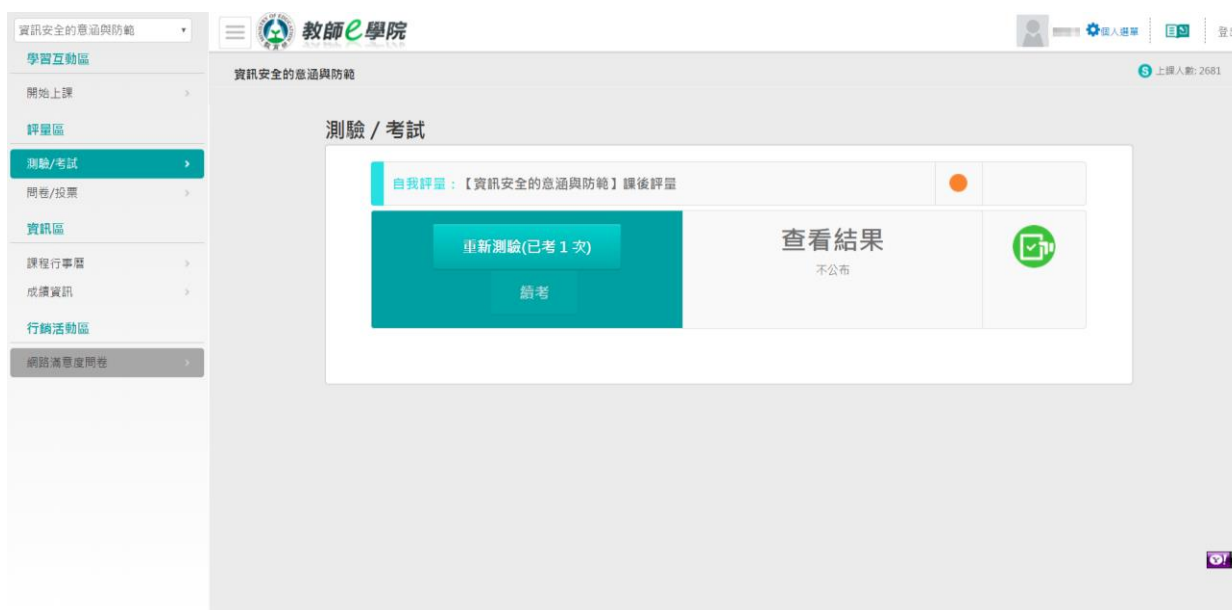 資訊安全的意涵與防範
學習互動區
開始上課
評量區
測驗/考試
問卷/投票
資訊區
課程行事曆
成績資訊
行銷活動區
網路滿意度問卷
教師e學院
個人選單
資訊安全的意涵與防範
上課人數: 2681
測驗 / 考試
自我評量：【資訊安全的意涵與防範】課後評量
重新測驗(已考 1 次)
續考
查看結果
不公布